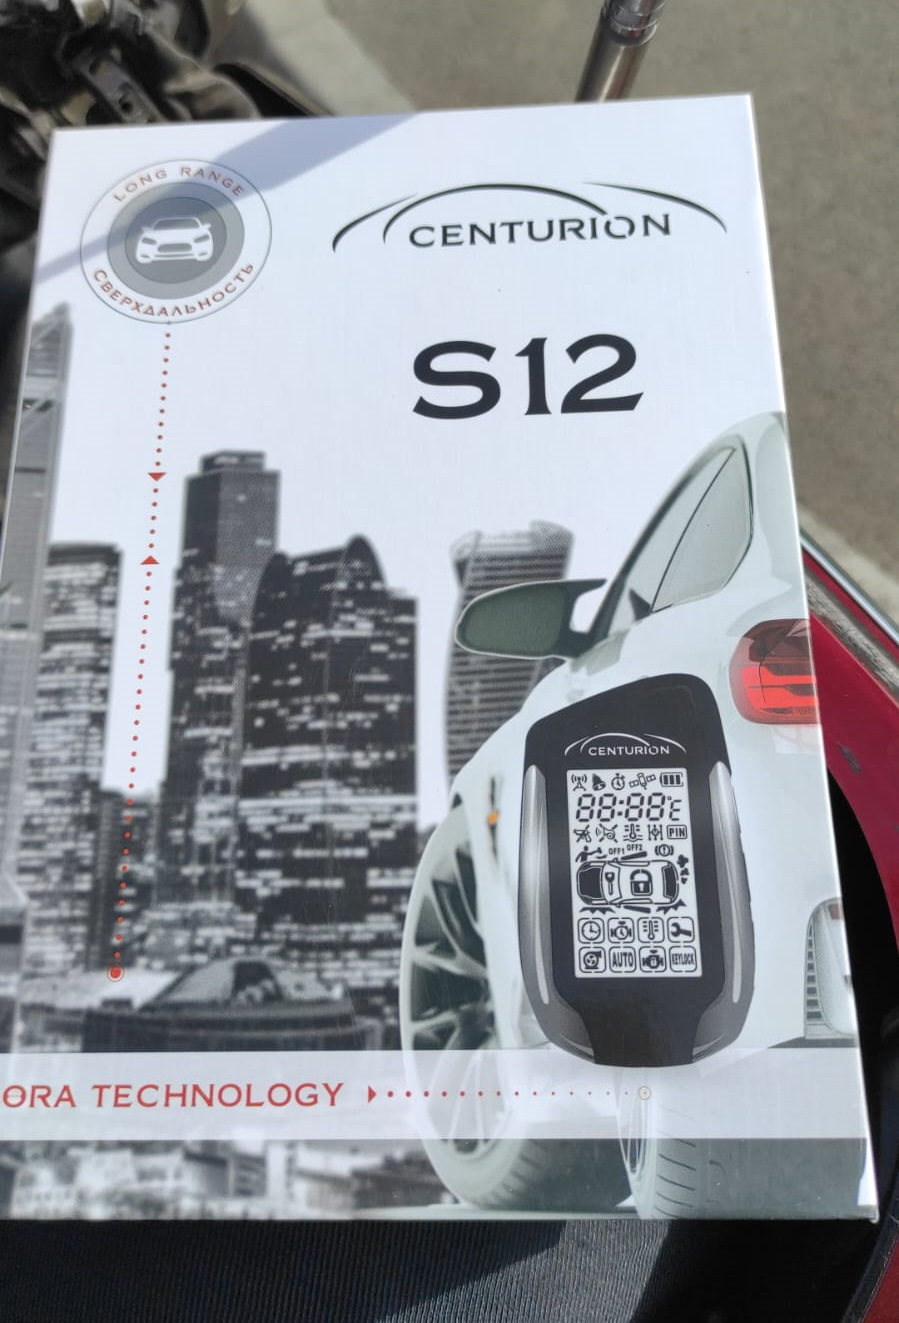 LONG RANGE
СВЕРХДАЛЬНОСТЬ
CENTURION
S12
CENTURION
88:88°C
PIN
OFF1 OFF2
AUTO
KEYLOCK
ORA TECHNOLOGY